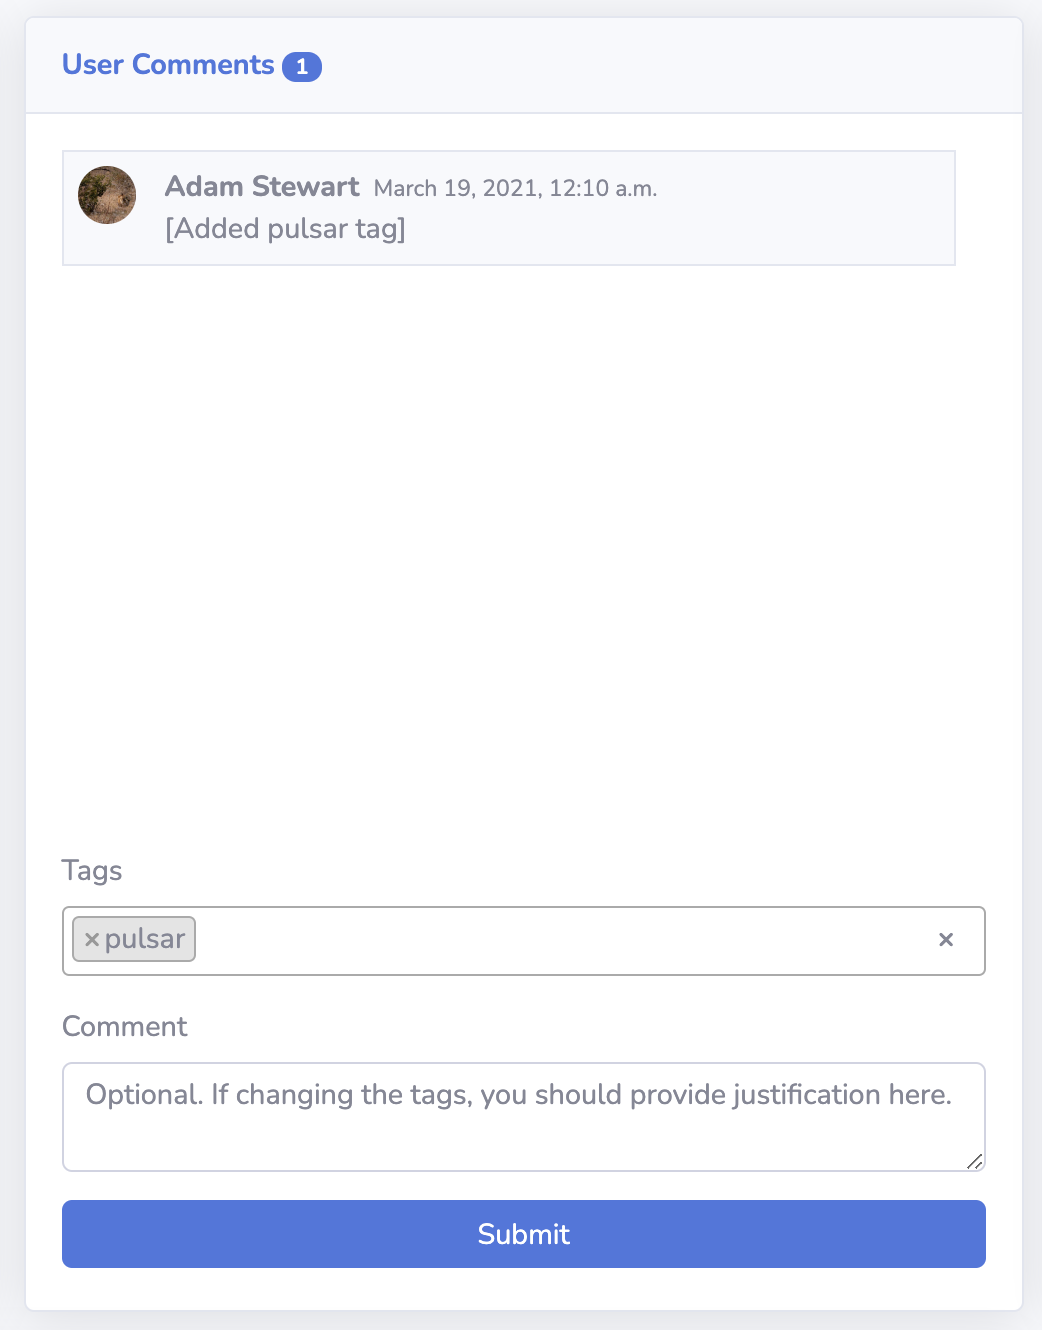 User Comments 1
Adam Stewart March 19, 2021, 12:10 a.m.
[Added pulsar tag]
Tags
×pulsar ×
Comment
Optional. If changing the tags, you should provide justification here.
Submit